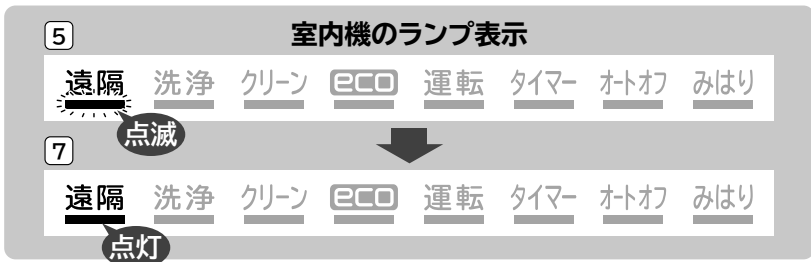 5 室内機のランプ表示
遠隔 洗浄 クリーン eco 運転 タイマー オートオフ みはり
点滅
7
遠隔 洗浄 クリーン eco 運転 タイマー オートオフ みはり
点灯